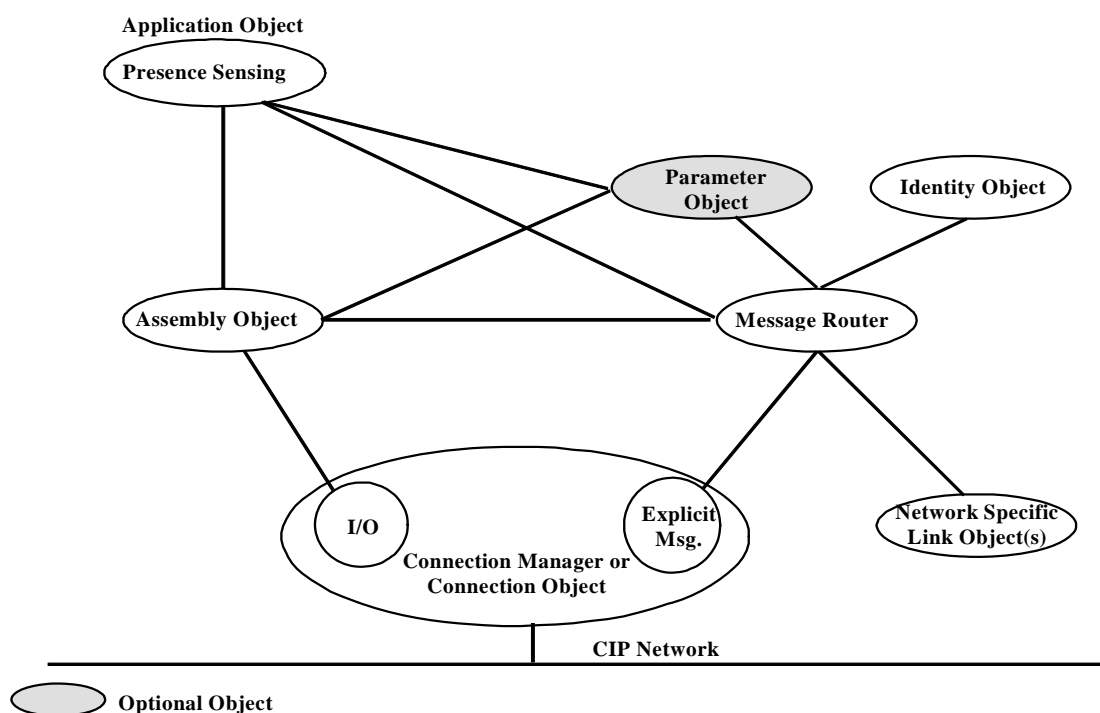 Application Object
Presence Sensing
Parameter
Object
Identity Object
Assembly Object
Message Router
I/O
Explicit
Msg.
Connection Manager or
Connection Object
Network Specific
Link Object(s)
CIP Network
Optional Object